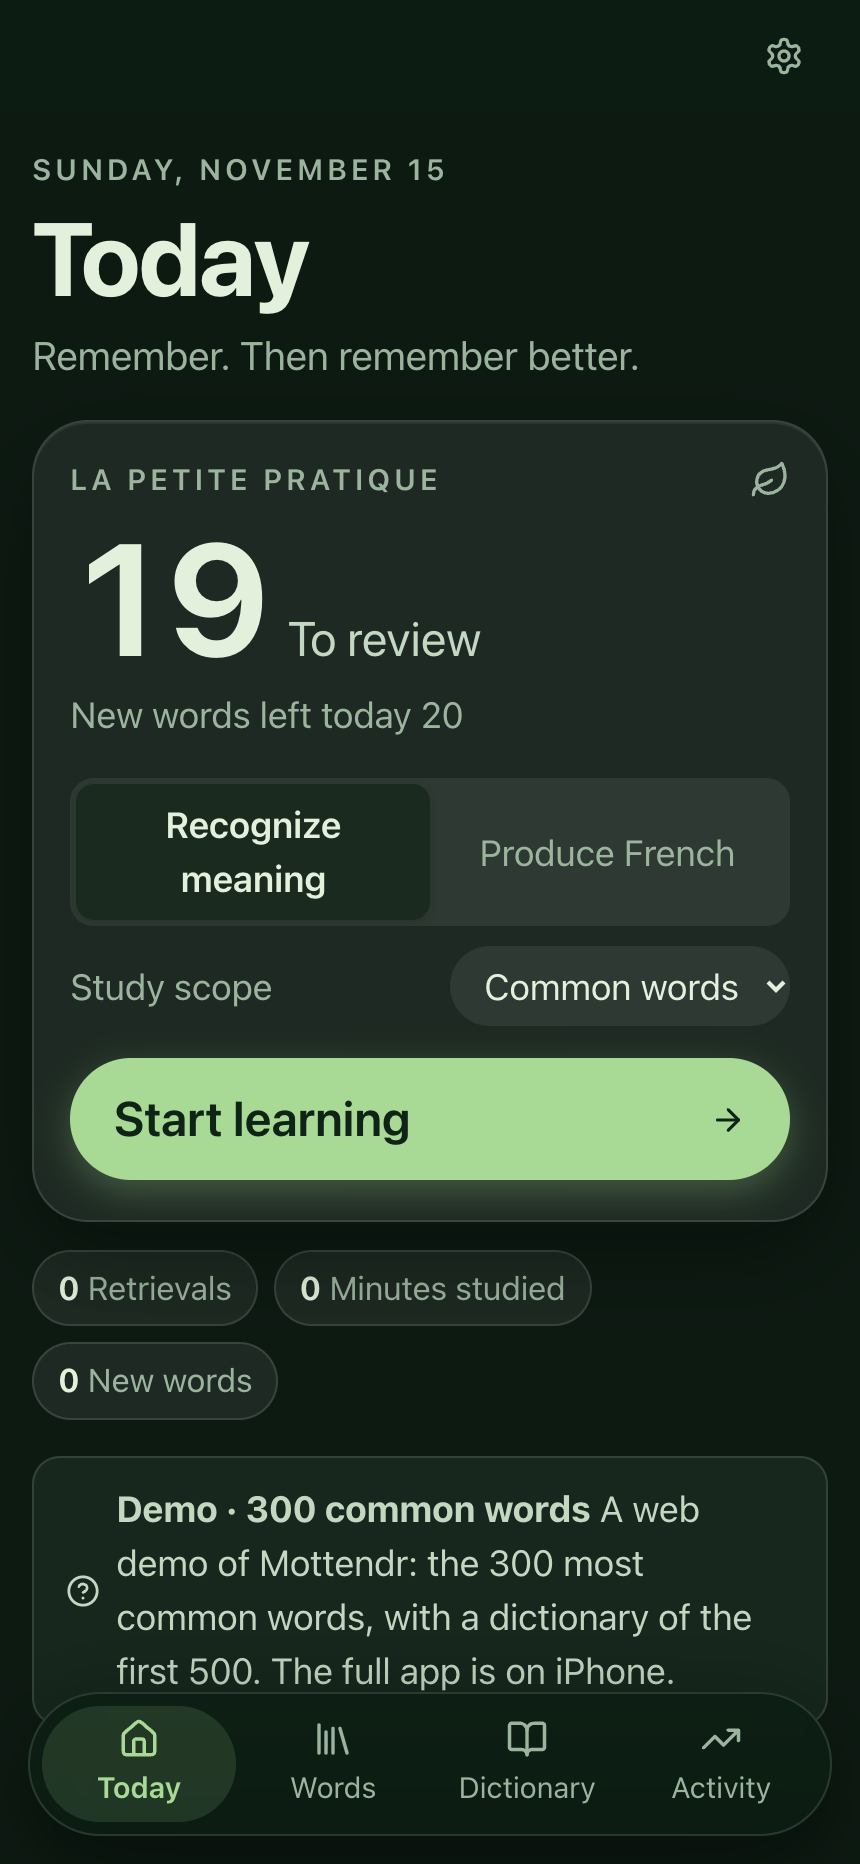 SUNDAY, NOVEMBER 15
Today
Remember. Then remember better.
LA PETITE PRATIQUE
19 To review
New words left today 20
Recognize
meaning
Produce French
Study scope
Common words
Start learning
0 Retrievals
0 Minutes studied
0 New words
Demo · 300 common words A web
demo of Mottendr: the 300 most
common words, with a dictionary of the
first 500. The full app is on iPhone.
Today
Words
Dictionary
Activity